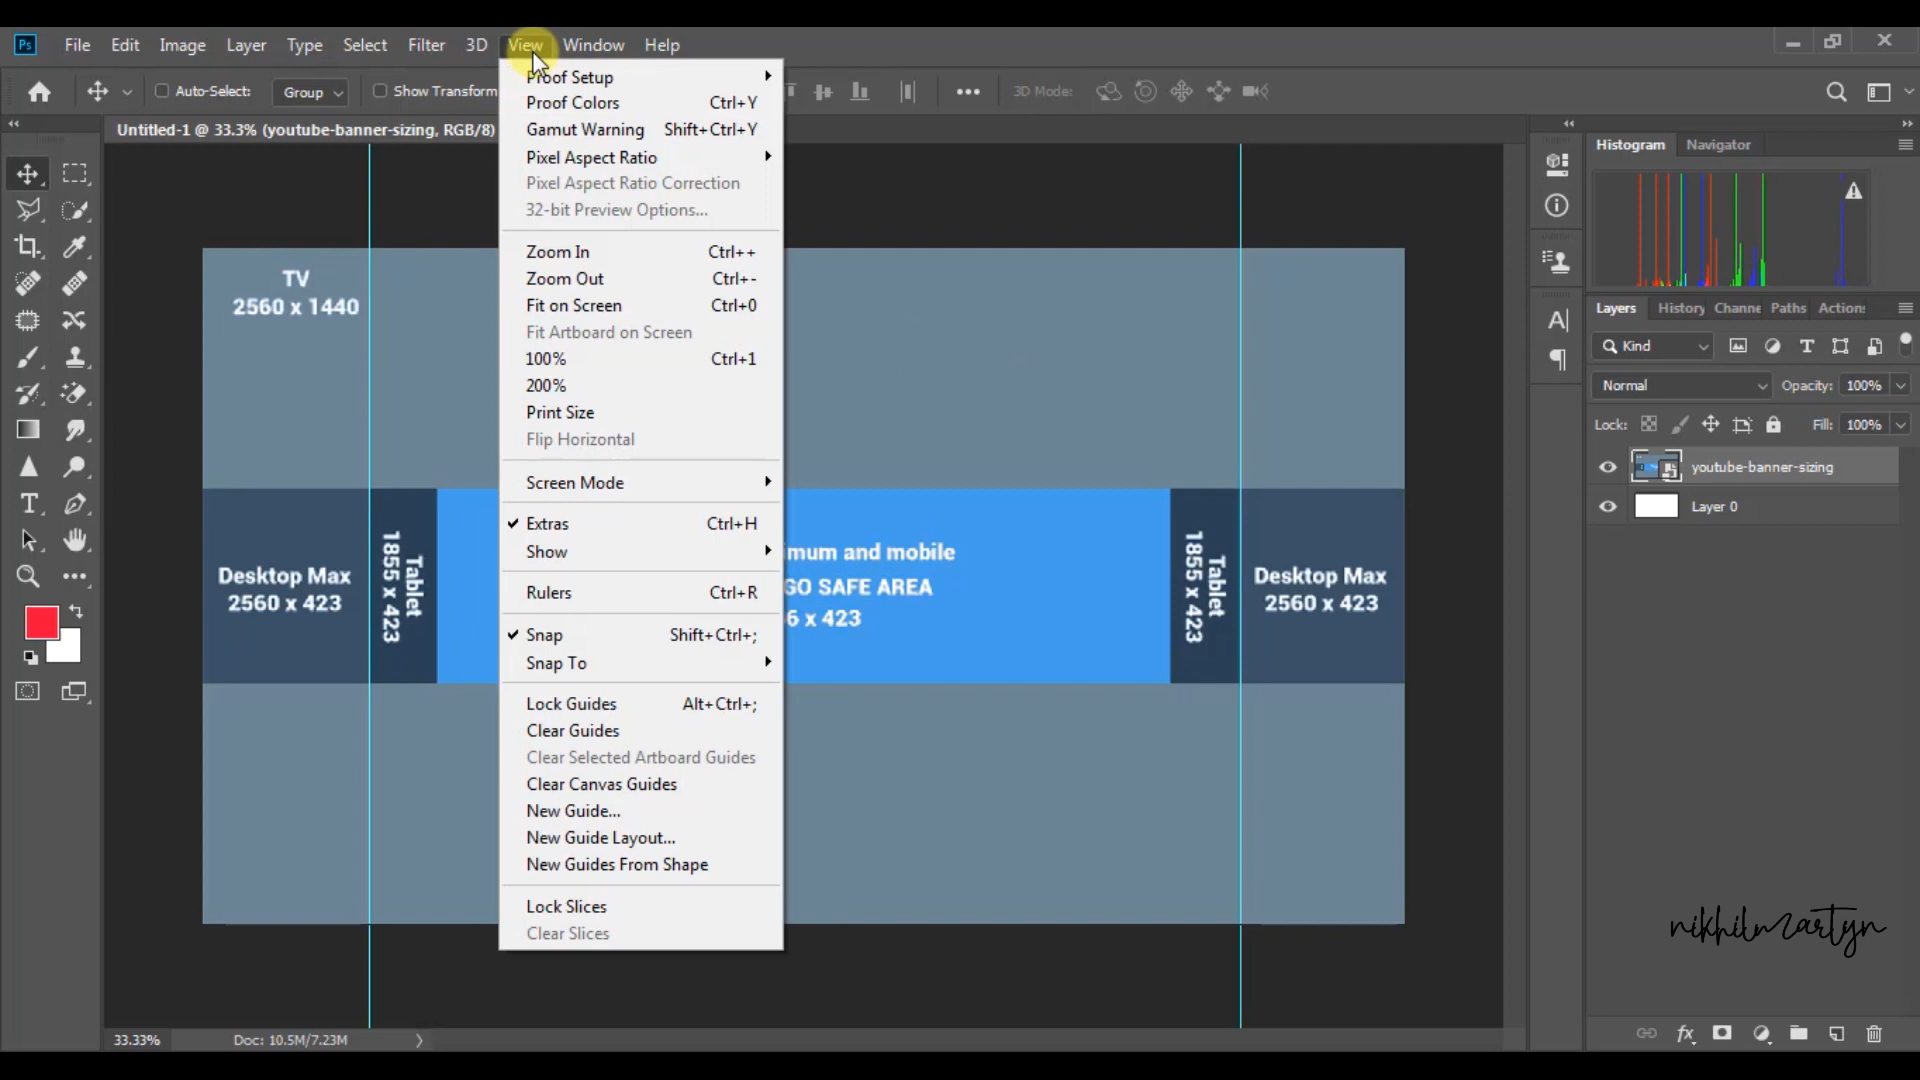 Ps File Edit Image Layer Type Select Filter 3D View Window Help
Auto-Select: Group Show Transform 3D Mode:
Untitled-1 @ 33.3% (youtube-banner-sizing, RGB/8)
Proof Setup
Proof Colors Ctrl+Y
Gamut Warning Shift+Ctrl+Y
Pixel Aspect Ratio
Pixel Aspect Ratio Correction
32-bit Preview Options...
Zoom In Ctrl++
Zoom Out Ctrl+-
Fit on Screen Ctrl+0
Fit Artboard on Screen
100% Ctrl+1
200%
Print Size
Flip Horizontal
Screen Mode
Extras Ctrl+H
Show
Rulers Ctrl+R
Snap Shift+Ctrl+;
Snap To
Lock Guides Alt+Ctrl+;
Clear Guides
Clear Selected Artboard Guides
Clear Canvas Guides
New Guide...
New Guide Layout...
New Guides From Shape
Lock Slices
Clear Slices
TV
2560 x 1440
Desktop Max
2560 x 423
Tablet
1855 x 423
imum and mobile
GO SAFE AREA
6 x 423
Tablet
1855 x 423
Desktop Max
2560 x 423
Histogram Navigator
Layers History Channe Paths Action
Kind
Normal Opacity: 100%
Lock: Fill: 100%
youtube-banner-sizing
Layer 0
nikhilmartyn
33.33% Doc: 10.5M/7.23M